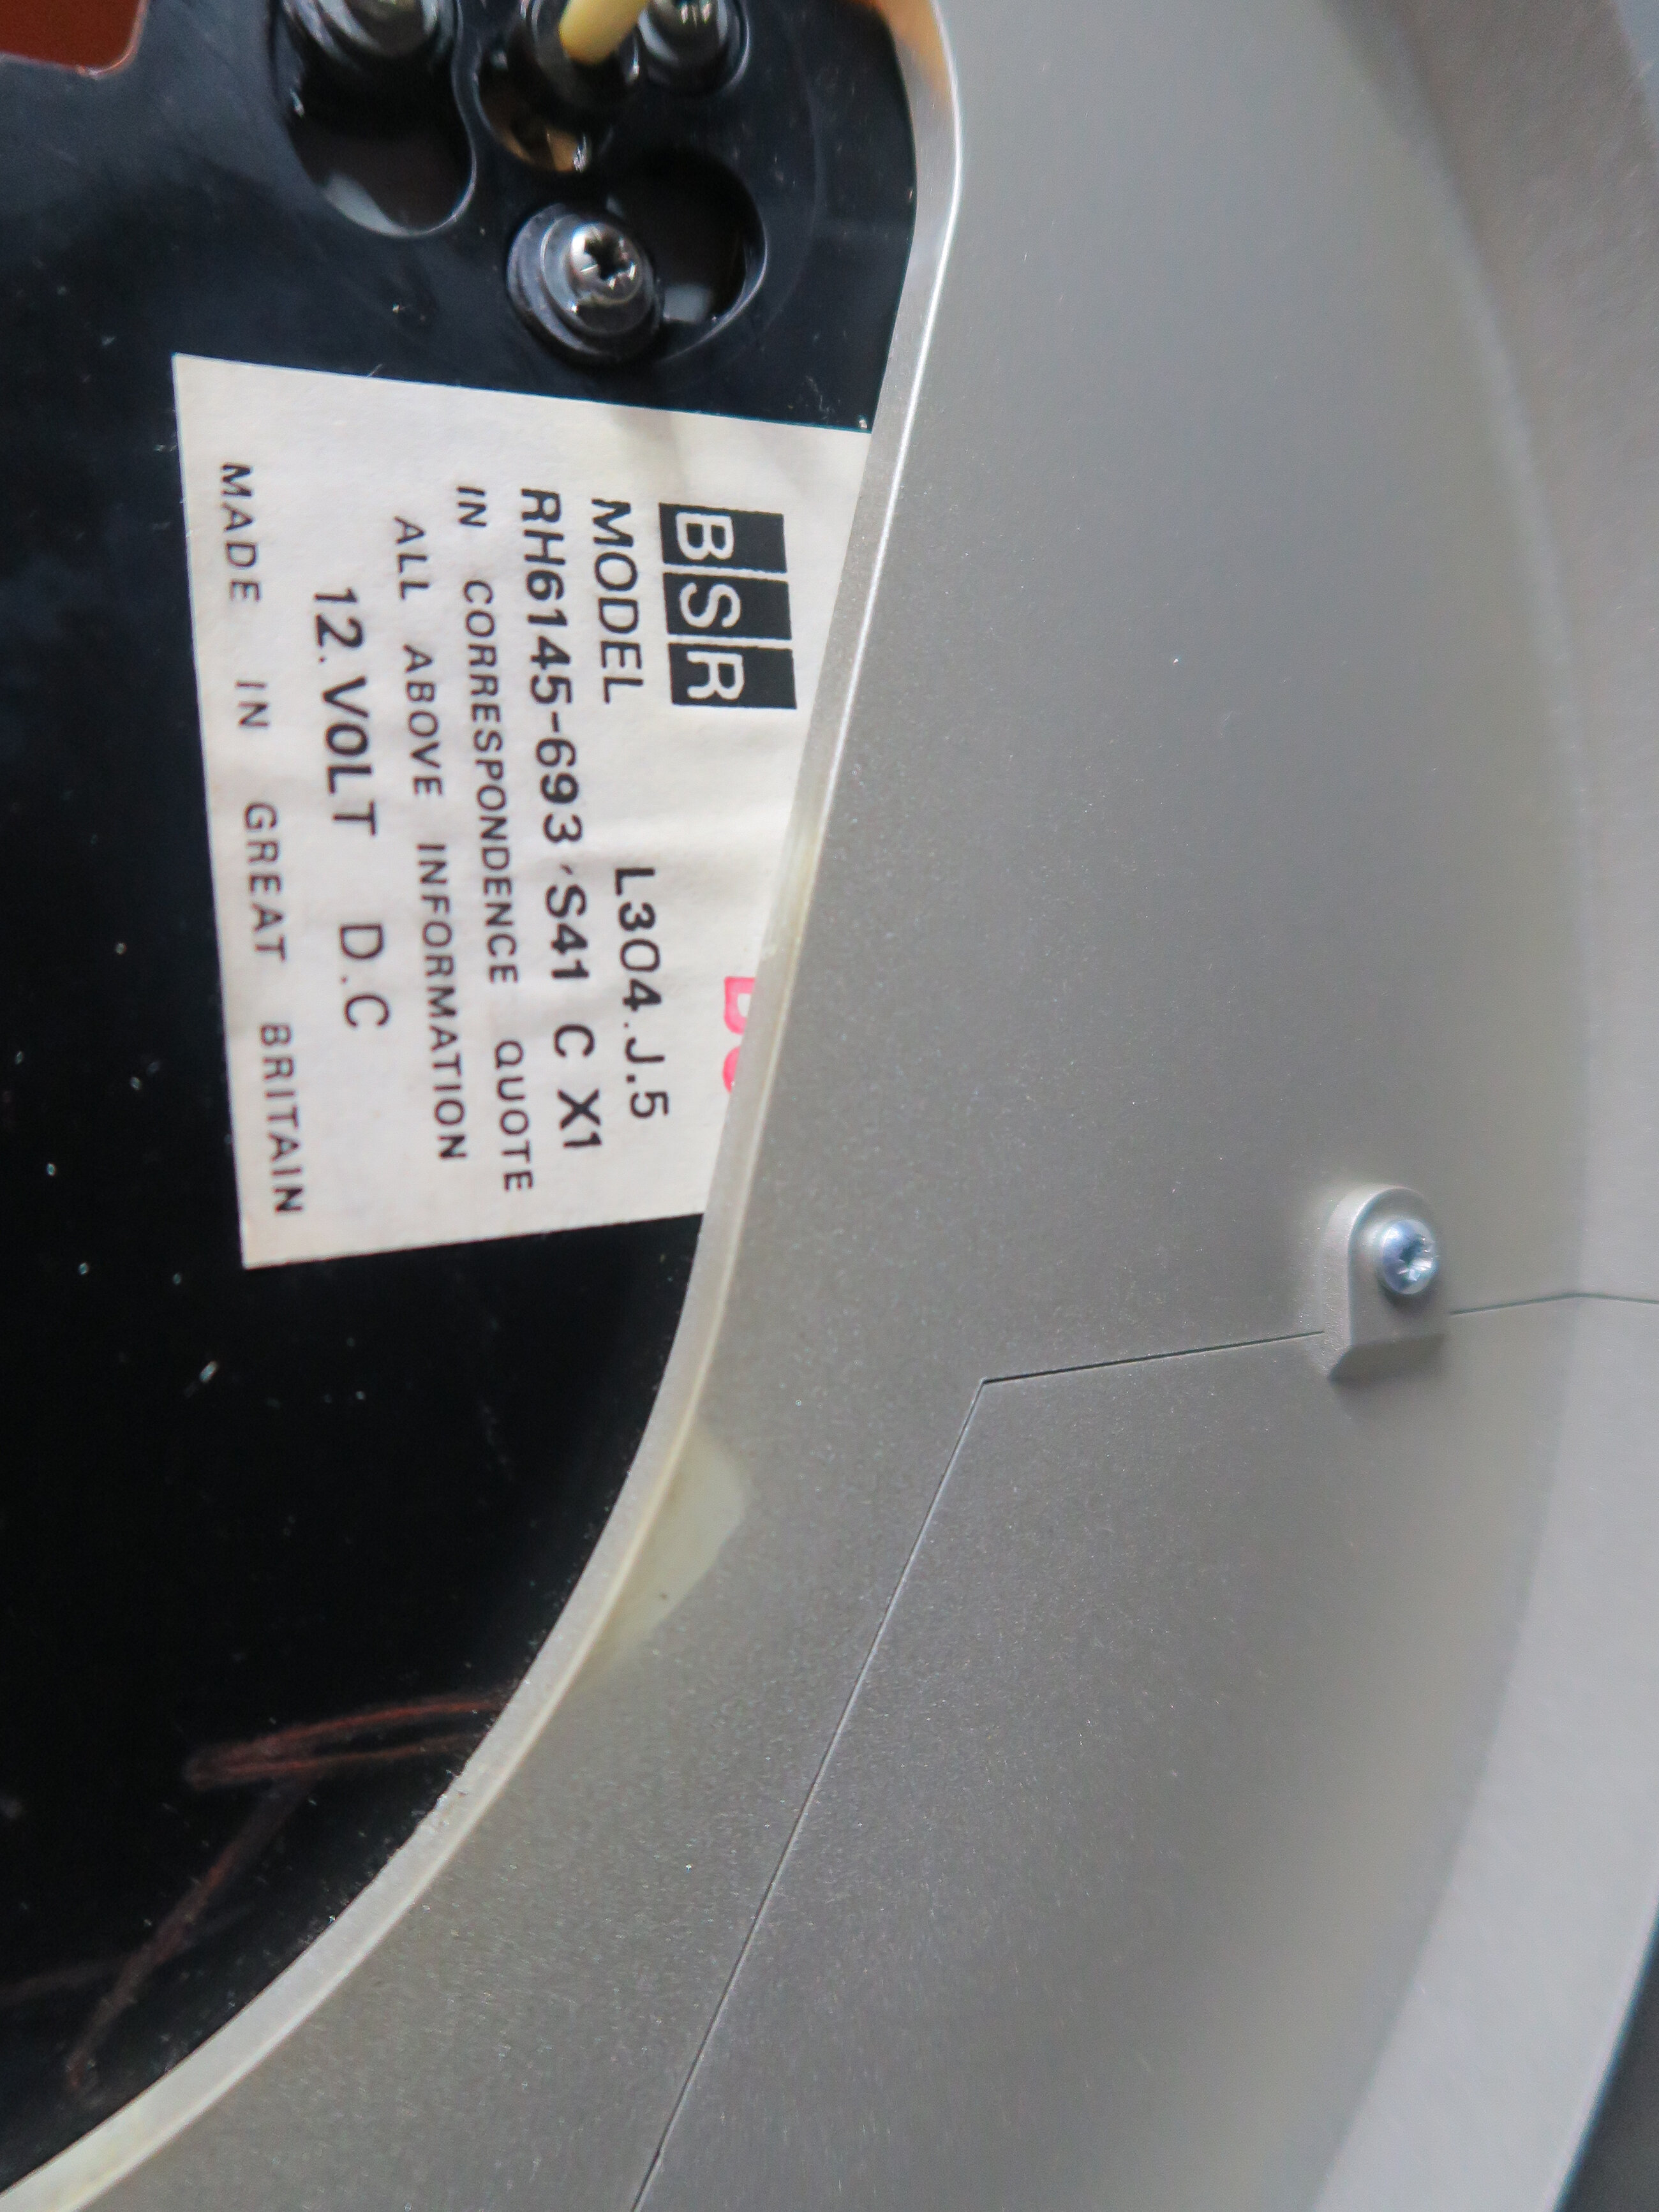 BSR
MODEL L304.J.5
RH6145-693 'S41 C X1
IN CORRESPONDENCE QUOTE
ALL ABOVE INFORMATION
12.VOLT D.C
MADE IN GREAT BRITAIN